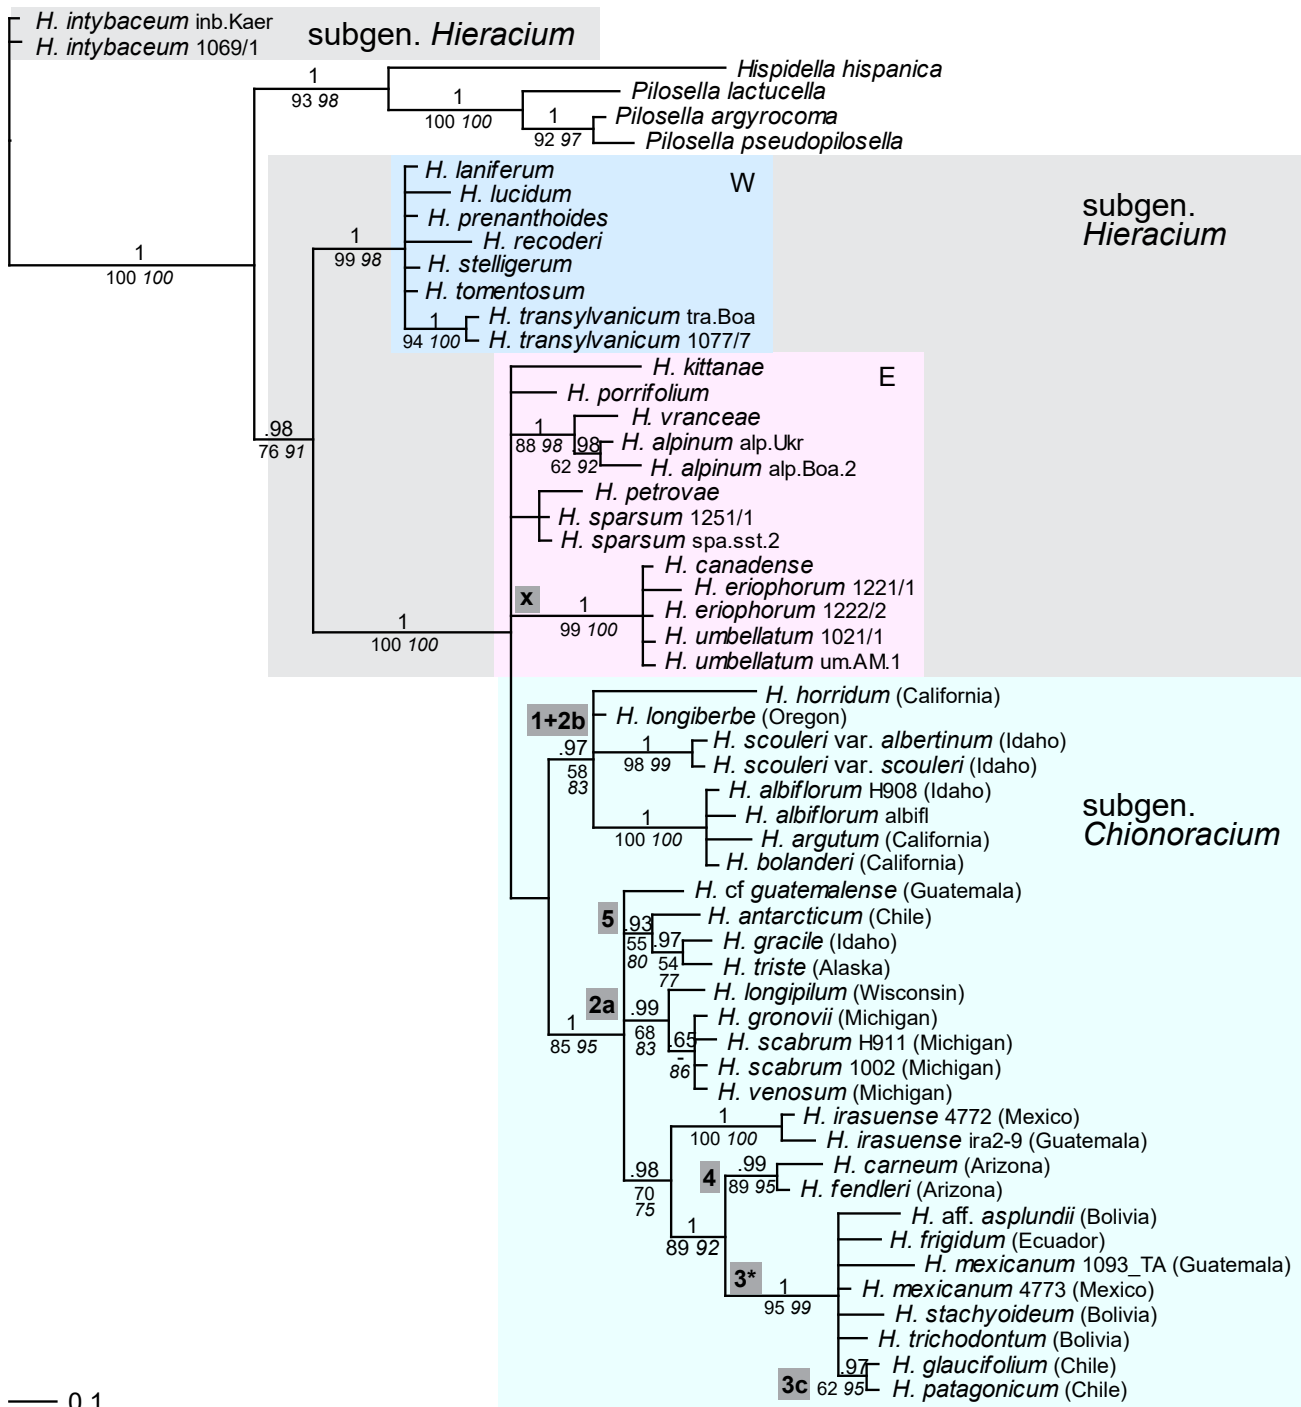 H. intybaceum inb.Kaer
H. intybaceum 1069/1
subgen. Hieracium
Hispidella hispanica
1
93 98
Pilosella lactucella
1
100 100
Pilosella argyrocoma
1
92 97
Pilosella pseudopilosella
W
H. laniferum
H. lucidum
H. prenanthoides
H. recoderi
H. stelligerum
H. tomentosum
H. transylvanicum tra.Boa
H. transylvanicum 1077/7
1
99 98
1
94 100
subgen.
Hieracium
1
100 100
E
H. kittanae
H. porrifolium
H. vranceae
H. alpinum alp.Ukr
H. alpinum alp.Boa.2
1
88 98
.98
62 92
.98
76 91
H. petrovae
H. sparsum 1251/1
H. sparsum spa.sst.2
H. canadense
H. eriophorum 1221/1
H. eriophorum 1222/2
H. umbellatum 1021/1
H. umbellatum um.AM.1
x
1
99 100
1
100 100
H. horridum (California)
H. longiberbe (Oregon)
H. scouleri var. albertinum (Idaho)
H. scouleri var. scouleri (Idaho)
1+2b
.97
58
83
1
98 99
H. albiflorum H908 (Idaho)
H. albiflorum albifl
H. argutum (California)
H. bolanderi (California)
1
100 100
subgen.
Chionoracium
H. cf guatemalense (Guatemala)
H. antarcticum (Chile)
H. gracile (Idaho)
H. triste (Alaska)
5
.93
55
80
.97
54
77
H. longipilum (Wisconsin)
H. gronovii (Michigan)
H. scabrum H911 (Michigan)
H. scabrum 1002 (Michigan)
H. venosum (Michigan)
2a
.99
68
83
.65
-
86
1
85 95
H. irasuense 4772 (Mexico)
H. irasuense ira2-9 (Guatemala)
1
100 100
H. carneum (Arizona)
H. fendleri (Arizona)
4
.99
89 95
.98
70
75
1
89 92
H. aff. asplundii (Bolivia)
H. frigidum (Ecuador)
H. mexicanum 1093_TA (Guatemala)
H. mexicanum 4773 (Mexico)
H. stachyoideum (Bolivia)
H. trichodontum (Bolivia)
H. glaucifolium (Chile)
H. patagonicum (Chile)
3*
1
95 99
.97
3c
62 95
0.1